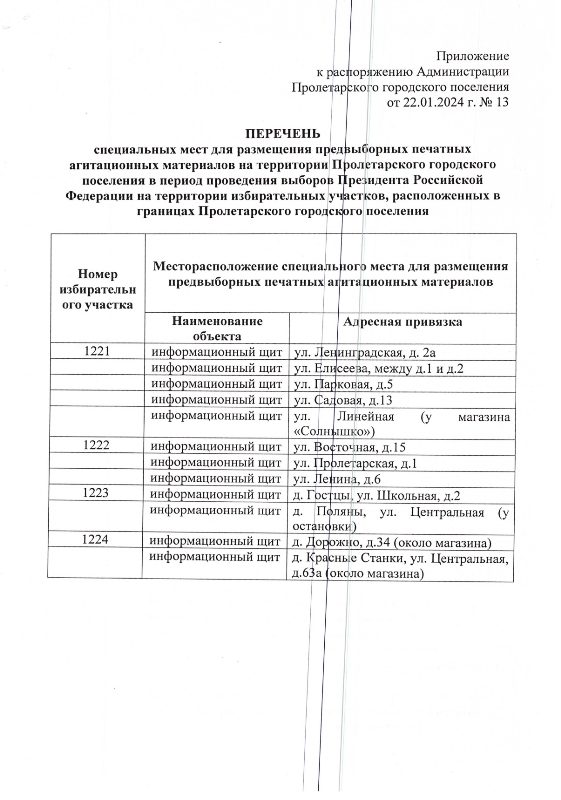 Приложение
к распоряжению Администрации
Пролетарского городского поселения
от 22.01.2024 г. № 13
ПЕРЕЧЕНЬ
специальных мест для размещения предвыборных печатных
агитационных материалов на территории Пролетарского городского
поселения в период проведения выборов Президента Российской
Федерации на территории избирательных участков, расположенных в
границах Пролетарского городского поселения
Номер
избирательн
ого участка
Месторасположение специального места для размещения
предвыборных печатных агитационных материалов
Наименование
объекта
Адресная привязка
1221 информационный щит ул. Ленинградская, д. 2а
информационный щит ул. Елисеева, между д.1 и д.2
информационный щит ул. Парковая, д.5
информационный щит ул. Садовая, д.13
информационный щит ул. Линейная (у магазина
«Солнышко»)
1222 информационный щит ул. Восточная, д.15
информационный щит ул. Пролетарская, д.1
информационный щит ул. Ленина, д.6
1223 информационный щит д. Гостцы, ул. Школьная, д.2
информационный щит д. Поляны, ул. Центральная (у
остановки)
1224 информационный щит д. Дорожно, д.34 (около магазина)
информационный щит д. Красные Станки, ул. Центральная,
д.63а (около магазина)